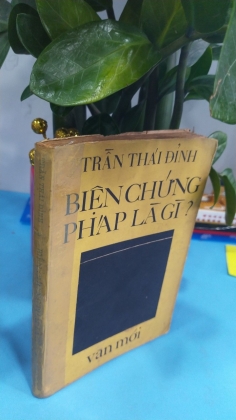 TRẦN THÁI ĐỈNH
BIỆN CHỨNG
PHÁP LÀ GÌ?
văn mới